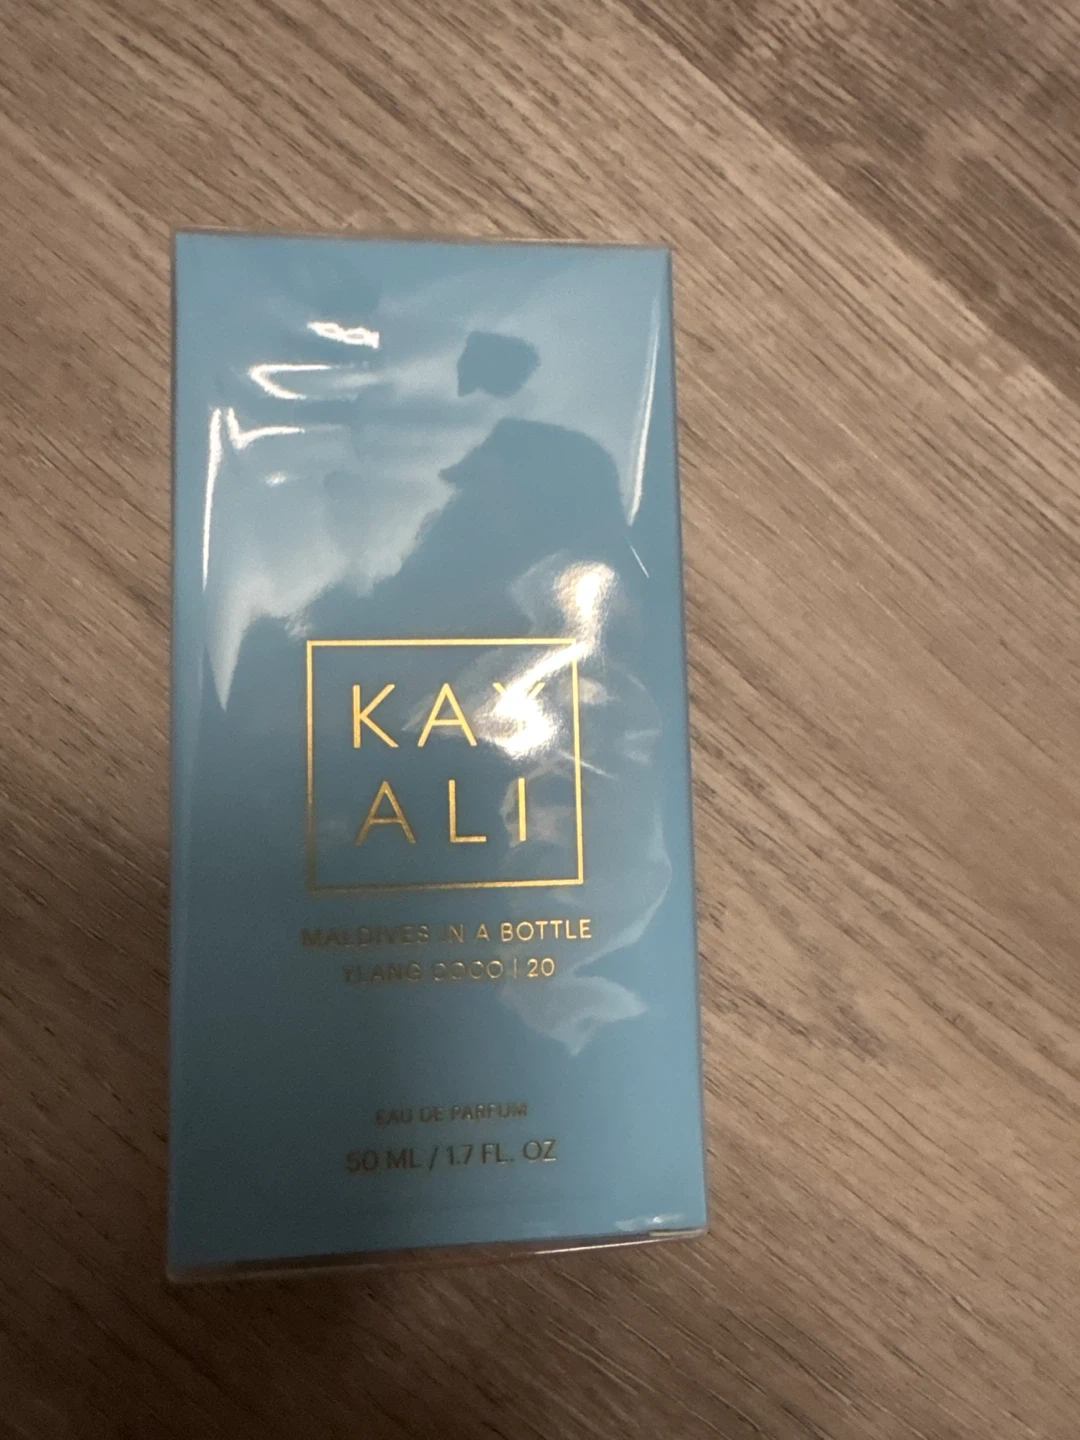 KAY
ALI
MALDIVES IN A BOTTLE
YLANG COCO | 20
EAU DE PARFUM
50 ML / 1.7 FL. OZ